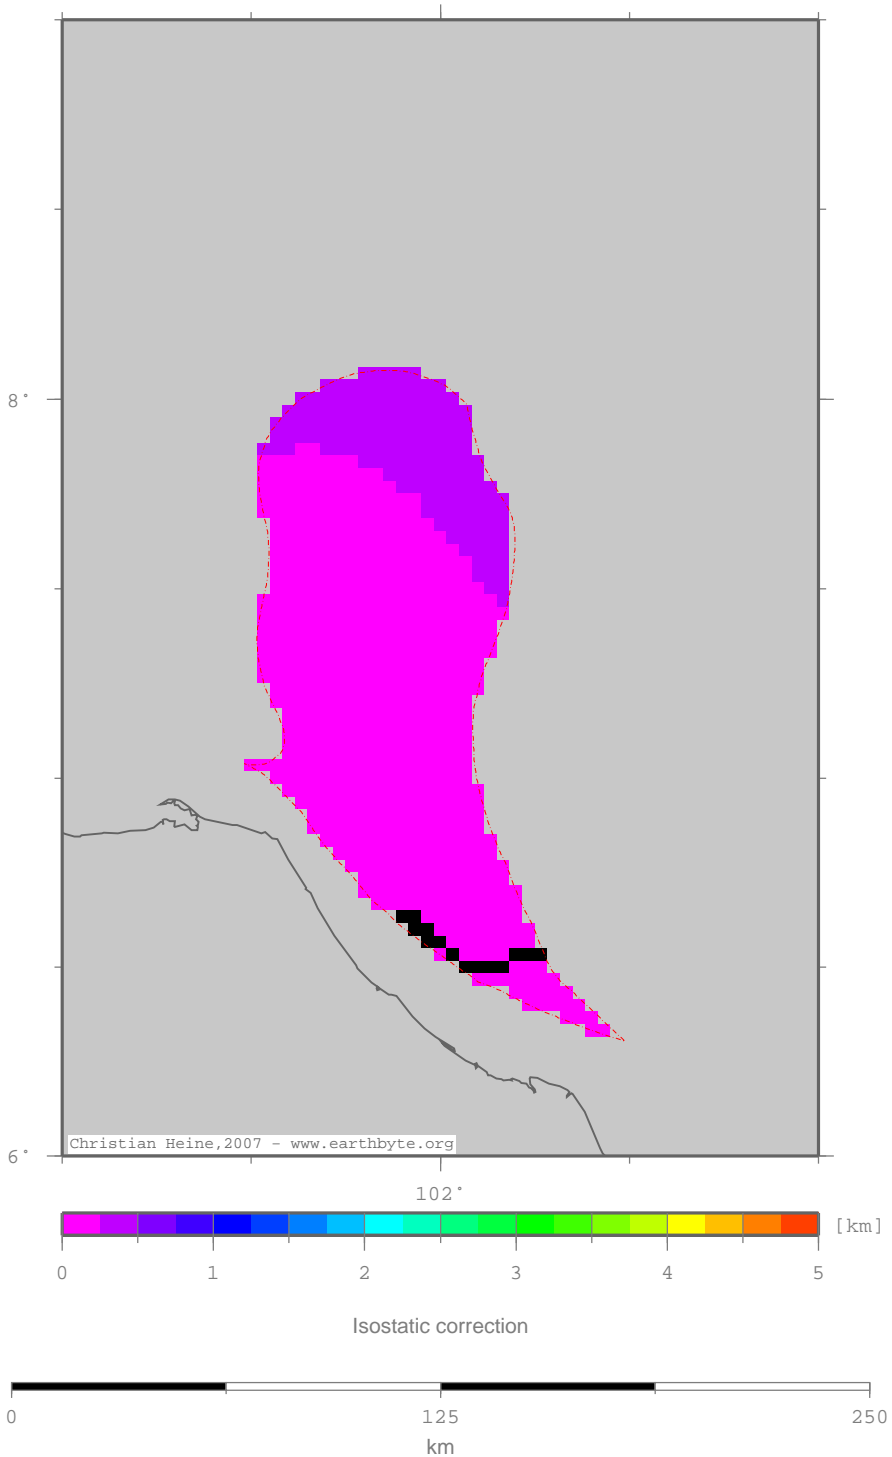 8°
Christian Heine,2007 - www.earthbyte.org
6°
102°
[km]
0 1 2 3 4 5
Isostatic correction
0 125 250
km